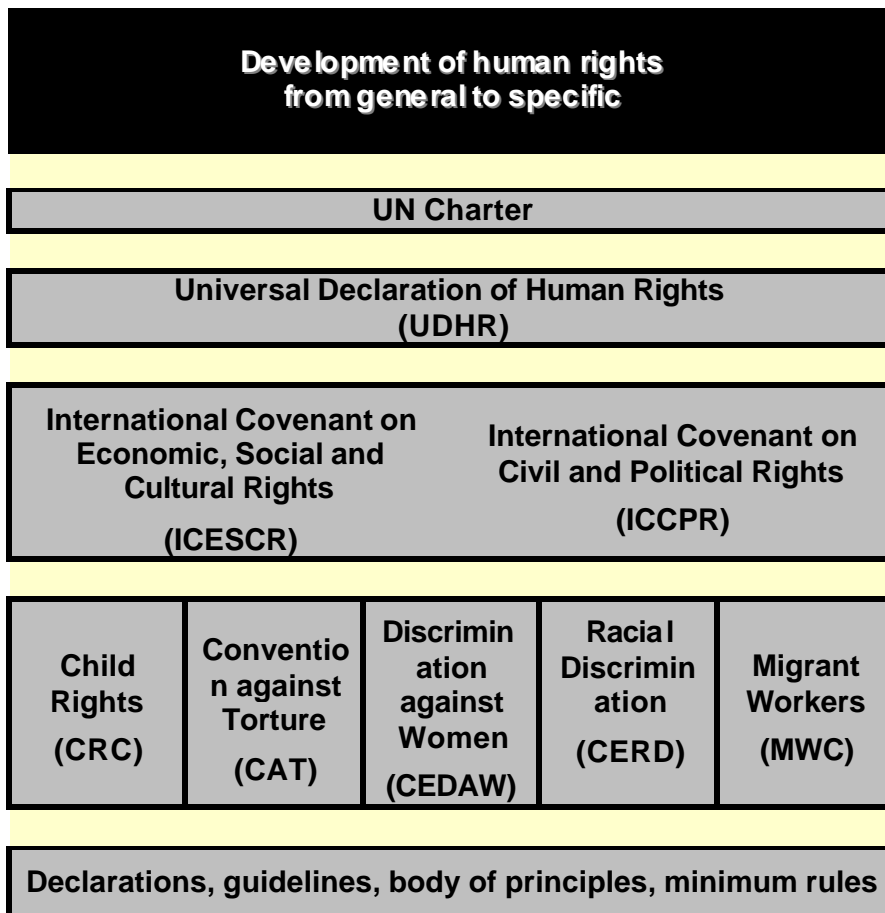 Development of human rights
from general to specific
UN Charter
Universal Declaration of Human Rights
(UDHR)
International Covenant on
Economic, Social and
Cultural Rights
(ICESCR)
International Covenant on
Civil and Political Rights
(ICCPR)
Child
Rights
(CRC)
Conventio
n against
Torture
(CAT)
Discrimin
ation
against
Women
(CEDAW)
Racial
Discrimin
ation
(CERD)
Migrant
Workers
(MWC)
Declarations, guidelines, body of principles, minimum rules